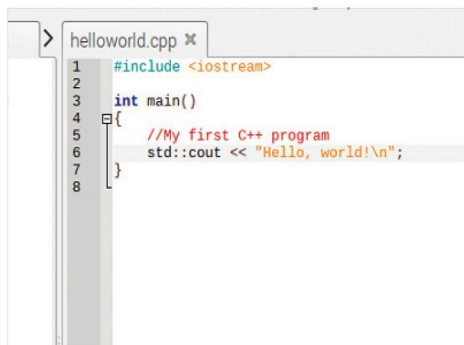 helloworld.cpp
1 #include <iostream>
2
3 int main()
4 {
5 //My first C++ program
6 std::cout << "Hello, world!\n";
7 }
8